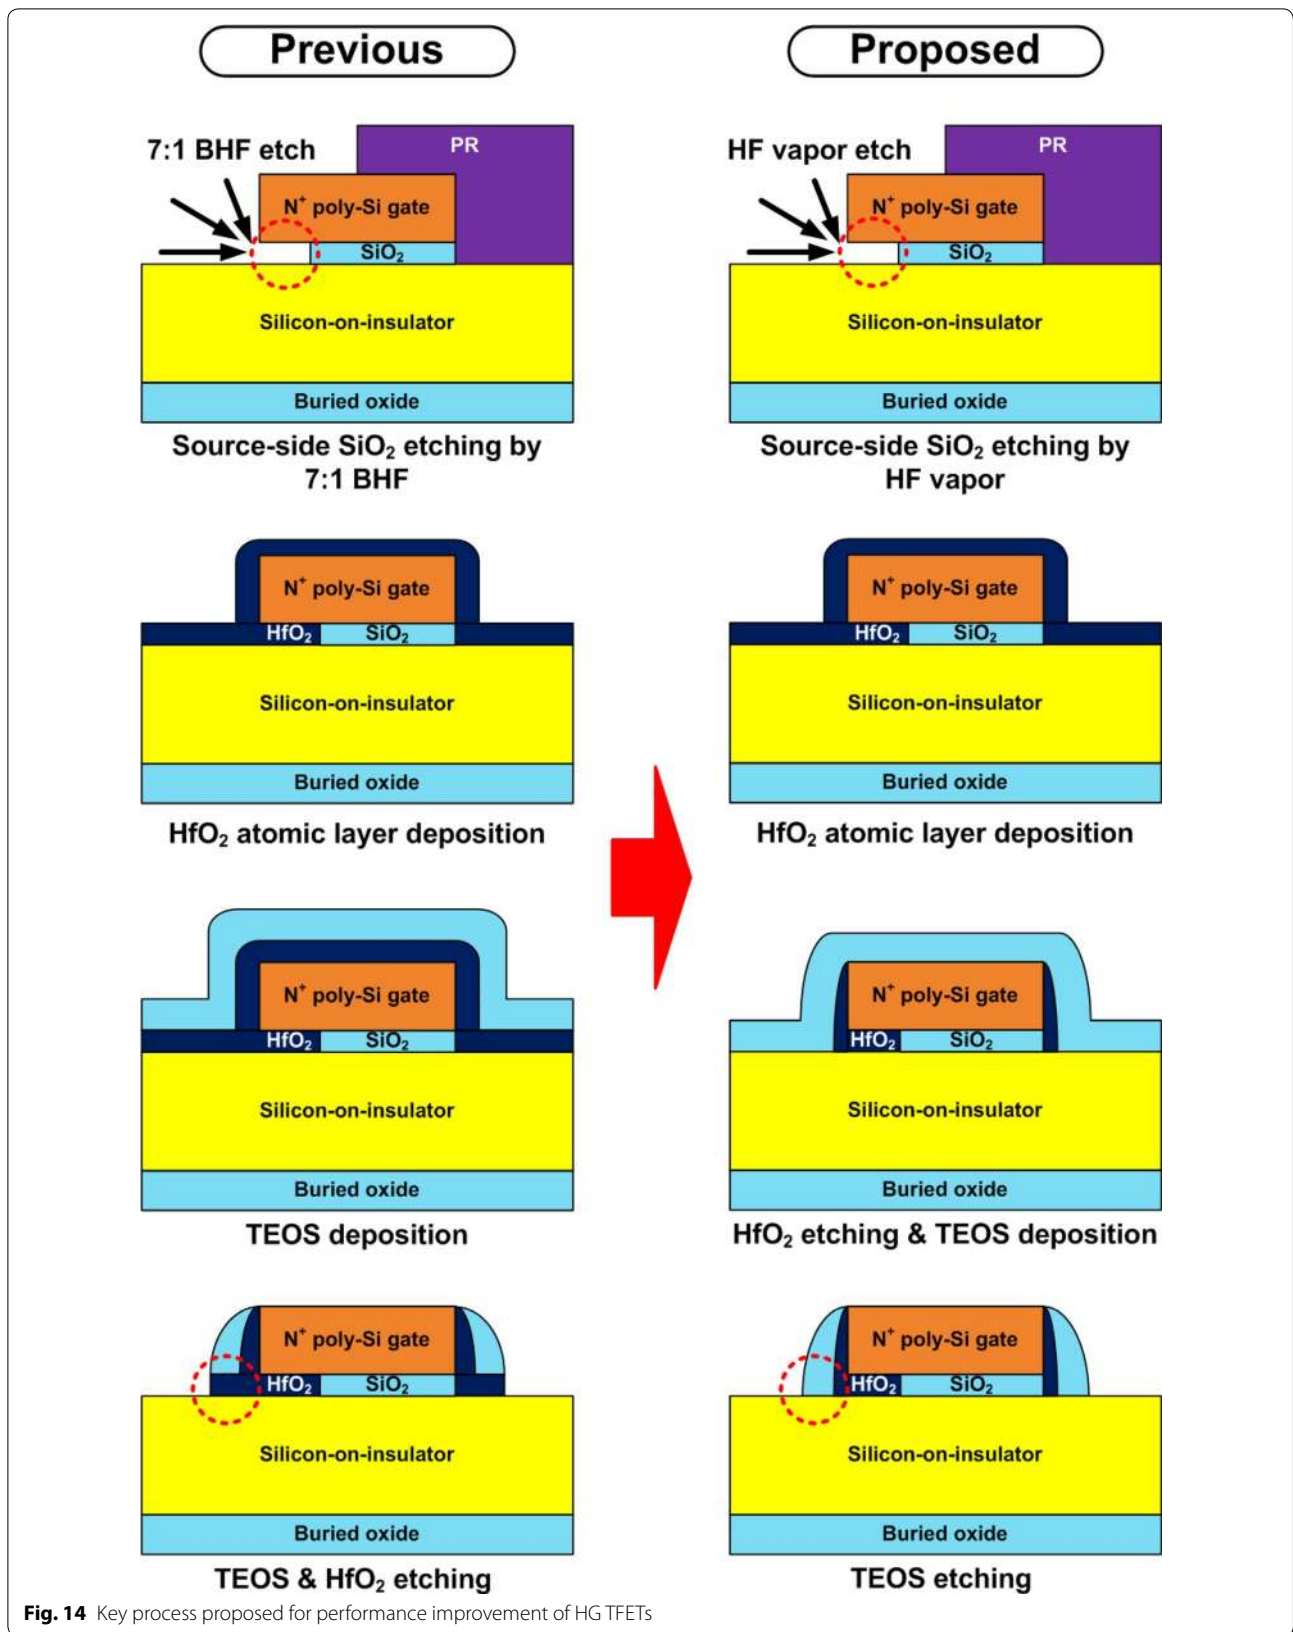 Previous
7:1 BHF etch
PR
N⁺ poly-Si gate
SiO₂
Silicon-on-insulator
Buried oxide
Source-side SiO₂ etching by
7:1 BHF
N⁺ poly-Si gate
HfO₂ SiO₂
Silicon-on-insulator
Buried oxide
HfO₂ atomic layer deposition
N⁺ poly-Si gate
HfO₂ SiO₂
Silicon-on-insulator
Buried oxide
TEOS deposition
N⁺ poly-Si gate
HfO₂ SiO₂
Silicon-on-insulator
Buried oxide
TEOS & HfO₂ etching
Proposed
HF vapor etch
PR
N⁺ poly-Si gate
SiO₂
Silicon-on-insulator
Buried oxide
Source-side SiO₂ etching by
HF vapor
N⁺ poly-Si gate
HfO₂ SiO₂
Silicon-on-insulator
Buried oxide
HfO₂ atomic layer deposition
N⁺ poly-Si gate
HfO₂ SiO₂
Silicon-on-insulator
Buried oxide
HfO₂ etching & TEOS deposition
N⁺ poly-Si gate
HfO₂ SiO₂
Silicon-on-insulator
Buried oxide
TEOS etching
Fig. 14 Key process proposed for performance improvement of HG TFETs